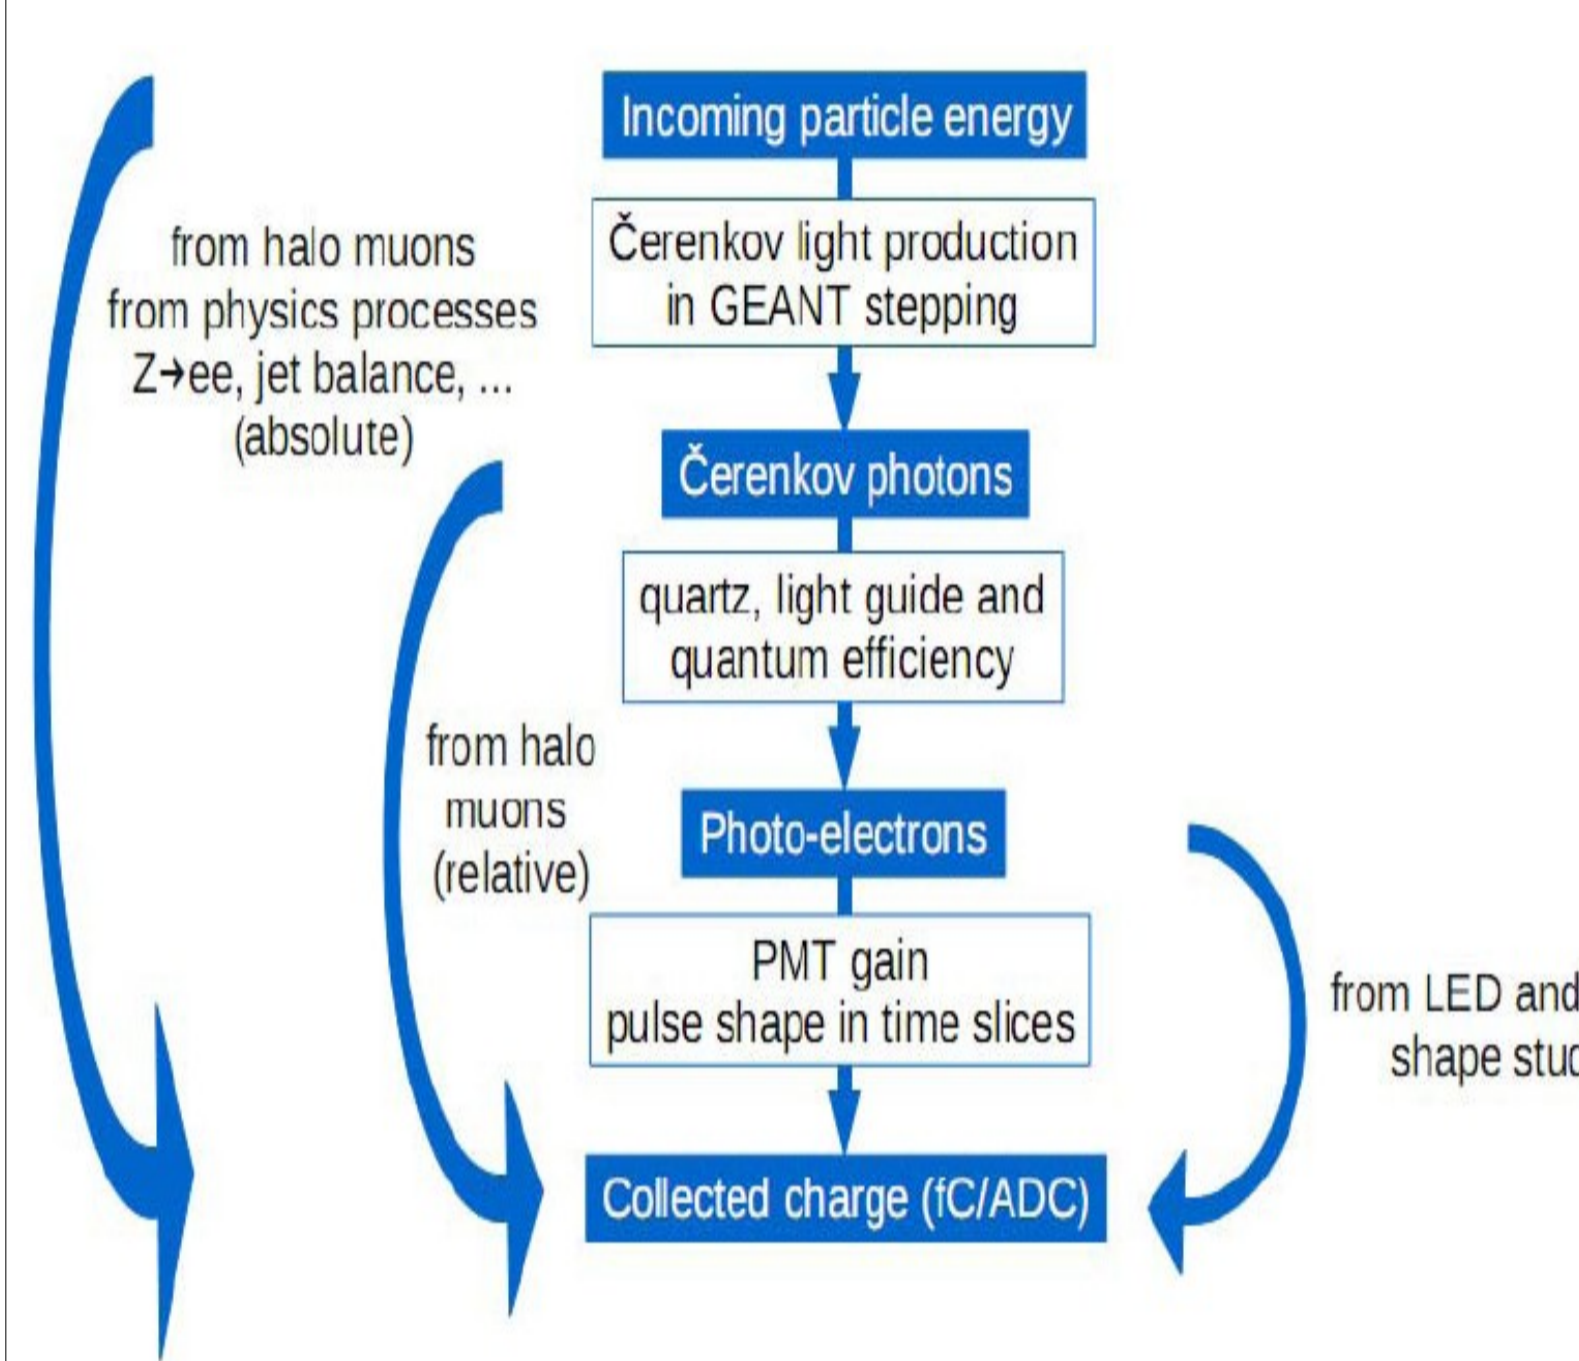 Incoming particle energy
Čerenkov light production
in GEANT stepping
from halo muons
from physics processes
Z→ee, jet balance, ...
(absolute)
Čerenkov photons
quartz, light guide and
quantum efficiency
from halo
muons
(relative)
Photo-electrons
PMT gain
pulse shape in time slices
from LED and
shape
Collected charge (fC/ADC)